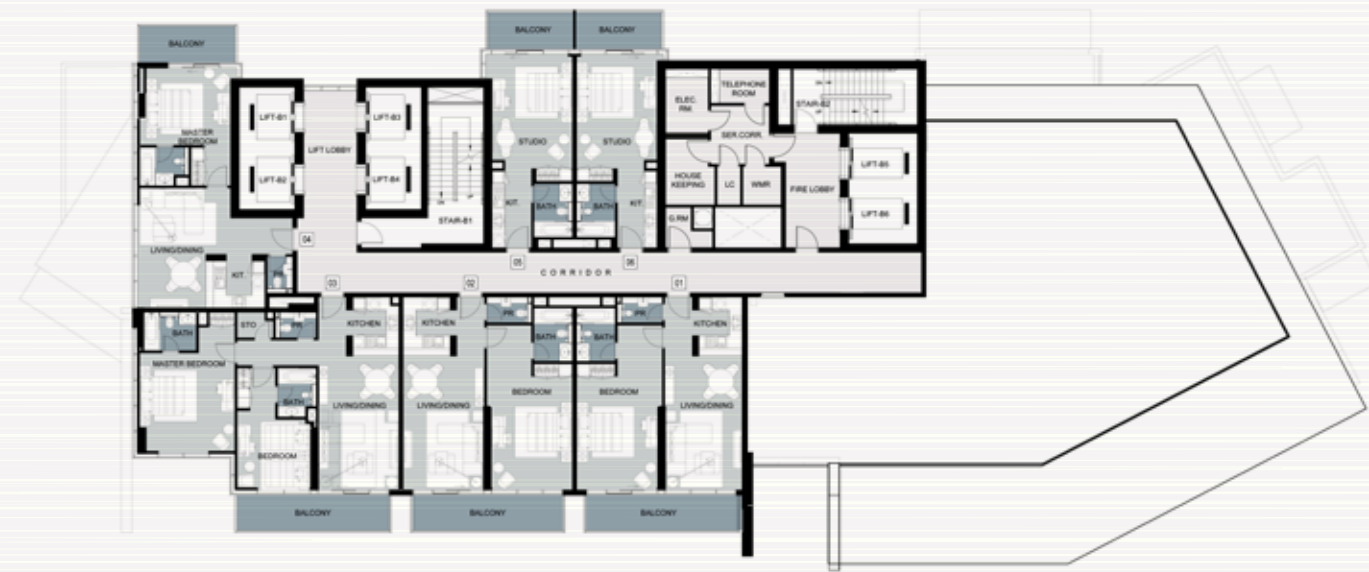 BALCONY
BALCONY
BALCONY
MASTER
BEDROOM
LIFT-B1
LIFT LOBBY
LIFT-B3
LIFT-B2
LIFT-B4
STAIR-B1
STUDIO
STUDIO
KIT.
BATH
BATH
KIT.
ELEC.
RM.
TELEPHONE
ROOM
STAIR-B2
SER.CORR.
HOUSE
KEEPING
LC
WMR
FIRE LOBBY
LIFT-B5
LIFT-B6
G.RM
04
LIVING/DINING
KIT.
PR
05
CORRIDOR
06
03
02
01
BATH
STO
PR
KITCHEN
KITCHEN
PR
BATH
BATH
PR
KITCHEN
MASTER BEDROOM
BATH
LIVING/DINING
LIVING/DINING
BEDROOM
BEDROOM
LIVING/DINING
BEDROOM
BALCONY
BALCONY
BALCONY